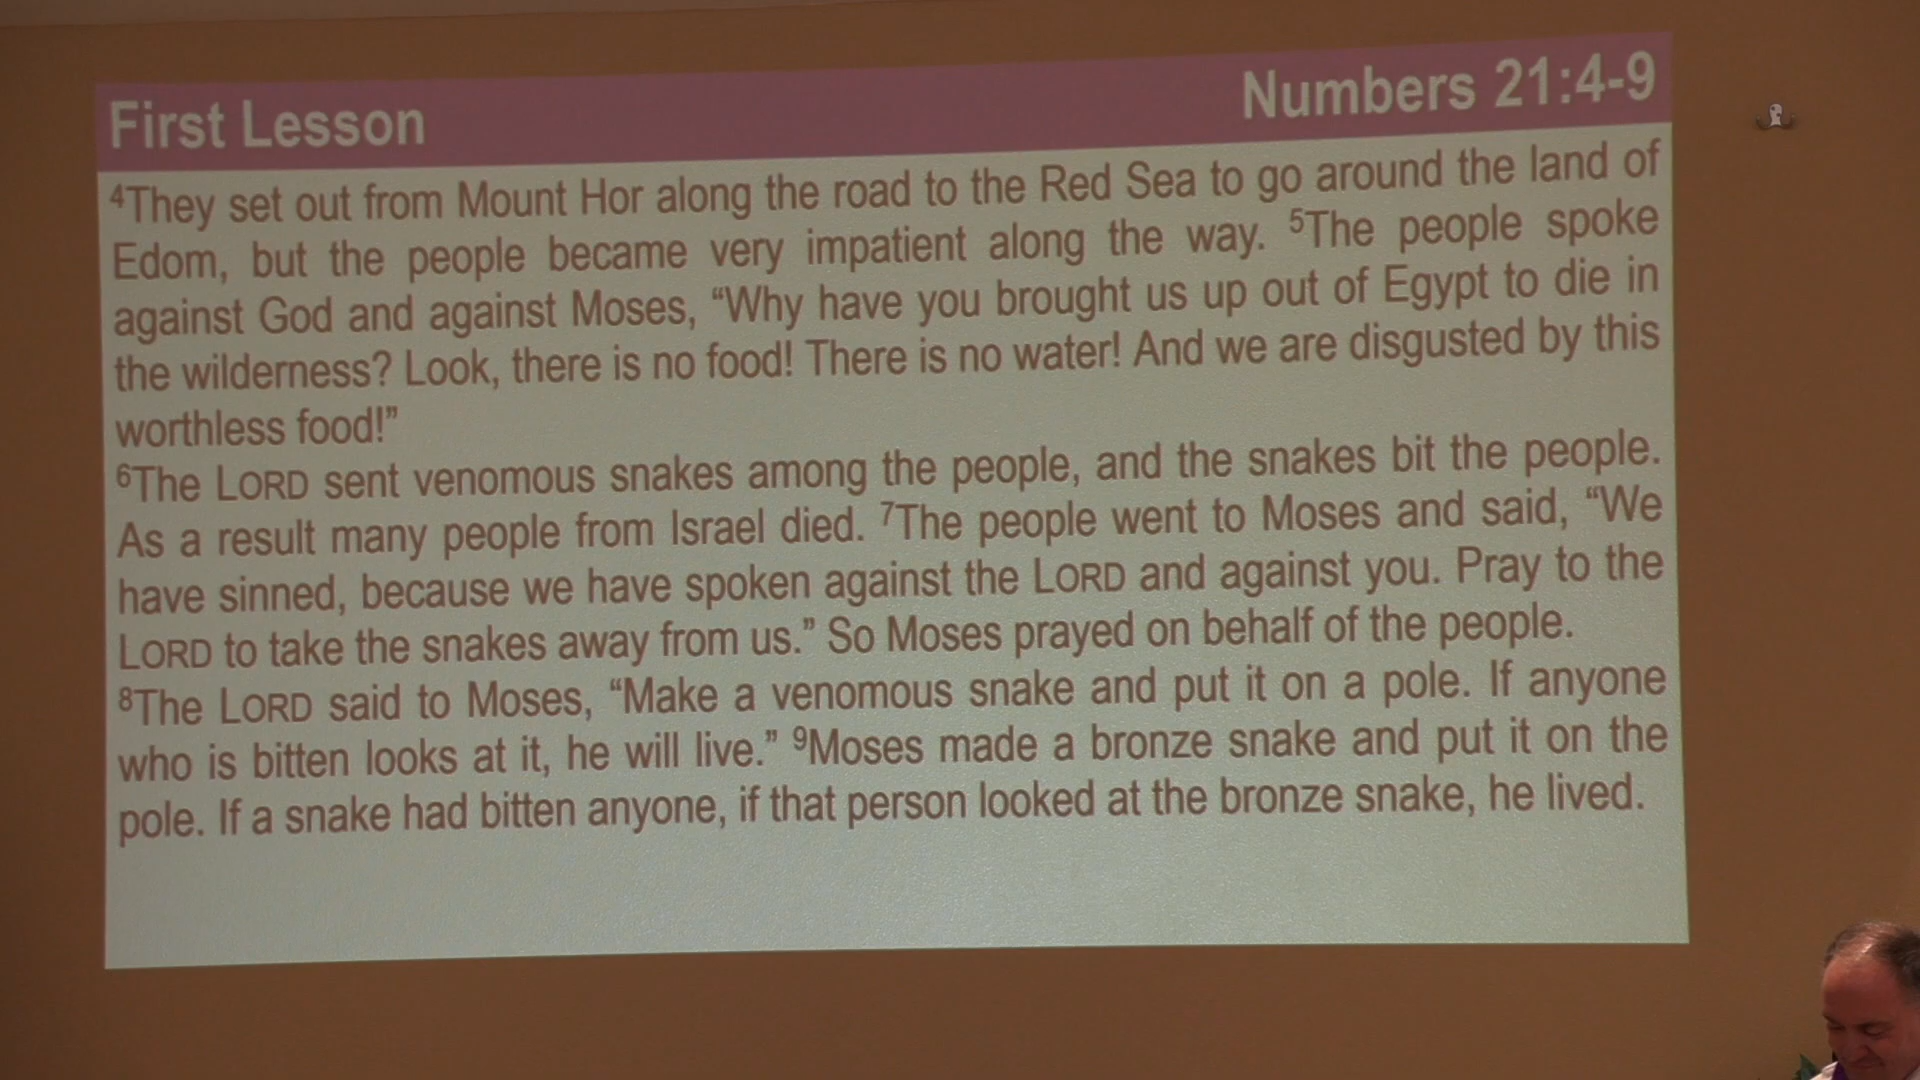 First Lesson
Numbers 21:4-9
⁴They set out from Mount Hor along the road to the Red Sea to go around the land of
Edom, but the people became very impatient along the way. ⁵The people spoke
against God and against Moses, “Why have you brought us up out of Egypt to die in
the wilderness? Look, there is no food! There is no water! And we are disgusted by this
worthless food!”
⁶The LORD sent venomous snakes among the people, and the snakes bit the people.
As a result many people from Israel died. ⁷The people went to Moses and said, “We
have sinned, because we have spoken against the LORD and against you. Pray to the
LORD to take the snakes away from us.” So Moses prayed on behalf of the people.
⁸The LORD said to Moses, “Make a venomous snake and put it on a pole. If anyone
who is bitten looks at it, he will live.” ⁹Moses made a bronze snake and put it on the
pole. If a snake had bitten anyone, if that person looked at the bronze snake, he lived.